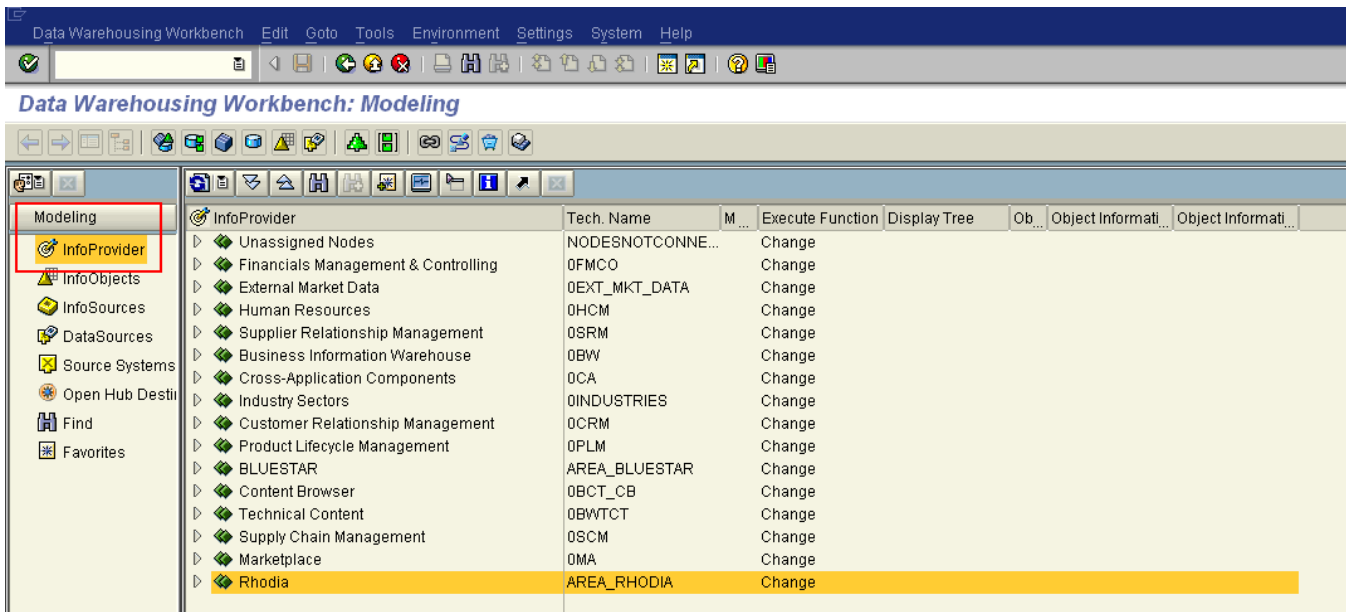 Data Warehousing Workbench Edit Goto Tools Environment Settings System Help
Data Warehousing Workbench: Modeling
Modeling
InfoProvider
InfoObjects
InfoSources
DataSources
Source Systems
Open Hub Destin
Find
Favorites
InfoProvider Tech. Name M... Execute Function Display Tree Ob... Object Informati... Object Informati...
Unassigned Nodes NODESNOTCONNE... Change
Financials Management & Controlling 0FMCO Change
External Market Data 0EXT_MKT_DATA Change
Human Resources 0HCM Change
Supplier Relationship Management 0SRM Change
Business Information Warehouse 0BW Change
Cross-Application Components 0CA Change
Industry Sectors 0INDUSTRIES Change
Customer Relationship Management 0CRM Change
Product Lifecycle Management 0PLM Change
BLUESTAR AREA_BLUESTAR Change
Content Browser 0BCT_CB Change
Technical Content 0BWTCT Change
Supply Chain Management 0SCM Change
Marketplace 0MA Change
Rhodia AREA_RHODIA Change